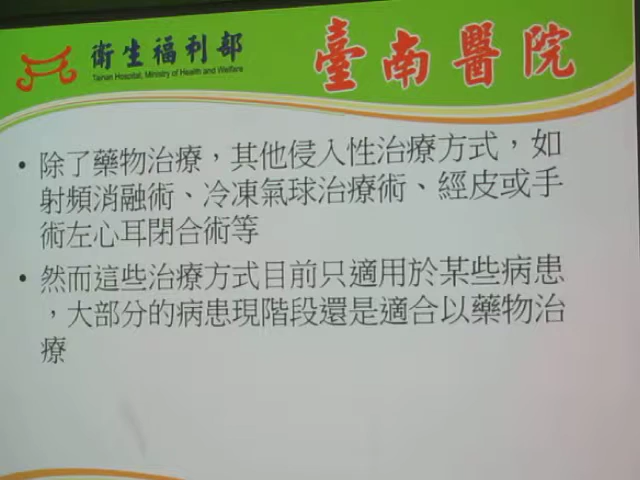 衛生福利部
Tainan Hospital, Ministry of Health and Welfare
臺南醫院
• 除了藥物治療，其他侵入性治療方式，如
射頻消融術、冷凍氣球治療術、經皮或手
術左心耳閉合術等
• 然而這些治療方式目前只適用於某些病患
，大部分的病患現階段還是適合以藥物治
療